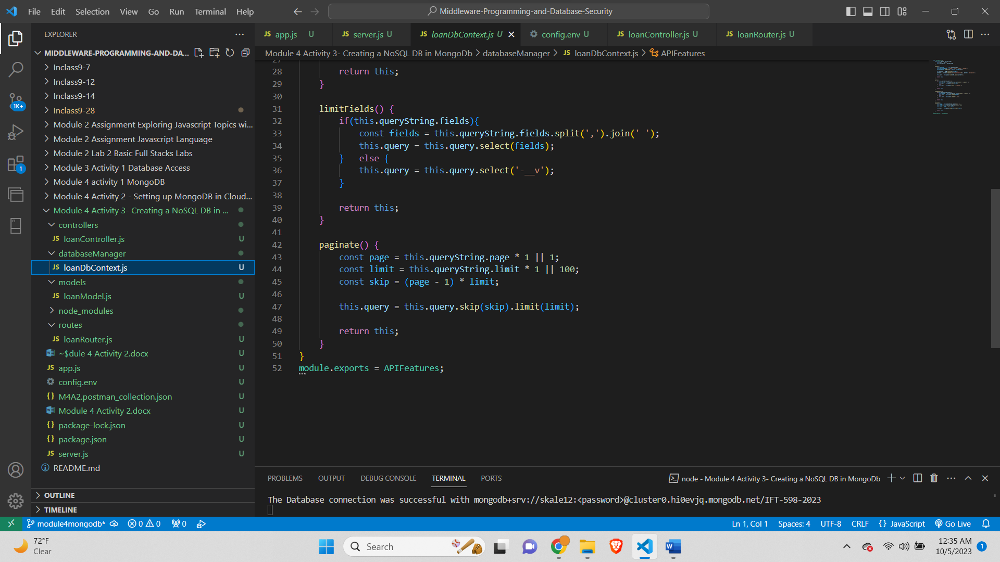 File Edit Selection View Go Run Terminal Help
Middleware-Programming-and-Database-Security
EXPLORER
MIDDLEWARE-PROGRAMMING-AND-DA...
Inclass9-7
Inclass9-12
Inclass9-14
Inclass9-28
Module 2 Assignment Exploring Javascript Topics wi...
Module 2 Assignment Javascript Language
Module 2 Lab 2 Basic Full Stacks Labs
Module 3 Activity 1 Database Access
Module 4 activity 1 MongoDB
Module 4 Activity 2 - Setting up MongoDB in Cloud...
Module 4 Activity 3- Creating a NoSQL DB in ...
controllers
JS loanController.js U
databaseManager
JS loanDbContext.js U
models
JS loanModel.js U
node_modules
routes
JS loanRouter.js U
~$dule 4 Activity 2.docx U
JS app.js U
config.env U
{} M4A2.postman_collection.json U
Module 4 Activity 2.docx U
{} package-lock.json U
{} package.json U
JS server.js U
README.md
OUTLINE
TIMELINE
1K+
1
JS app.js U JS server.js U JS loanDbContext.js U config.env U JS loanController.js U JS loanRouter.js U
Module 4 Activity 3- Creating a NoSQL DB in MongoDb > databaseManager > JS loanDbContext.js > APIFeatures
27
28 return this;
29 }
30
31 limitFields() {
32 if(this.queryString.fields){
33 const fields = this.queryString.fields.split(',').join(' ');
34 this.query = this.query.select(fields);
35 } else {
36 this.query = this.query.select('-__v');
37 }
38
39 return this;
40 }
41
42 paginate() {
43 const page = this.queryString.page * 1 || 1;
44 const limit = this.queryString.limit * 1 || 100;
45 const skip = (page - 1) * limit;
46
47 this.query = this.query.skip(skip).limit(limit);
48
49 return this;
50 }
51 }
52 module.exports = APIFeatures;
PROBLEMS OUTPUT DEBUG CONSOLE TERMINAL PORTS
node - Module 4 Activity 3- Creating a NoSQL DB in MongoDb
The Database connection was successful with mongodb+srv://skale12:<password>@cluster0.hi0evjq.mongodb.net/IFT-598-2023
module4mongodb* 0 0 0
Ln 1, Col 1 Spaces: 4 UTF-8 CRLF {} JavaScript Go Live
72°F
Clear
Search
12:35 AM
10/5/2023
1